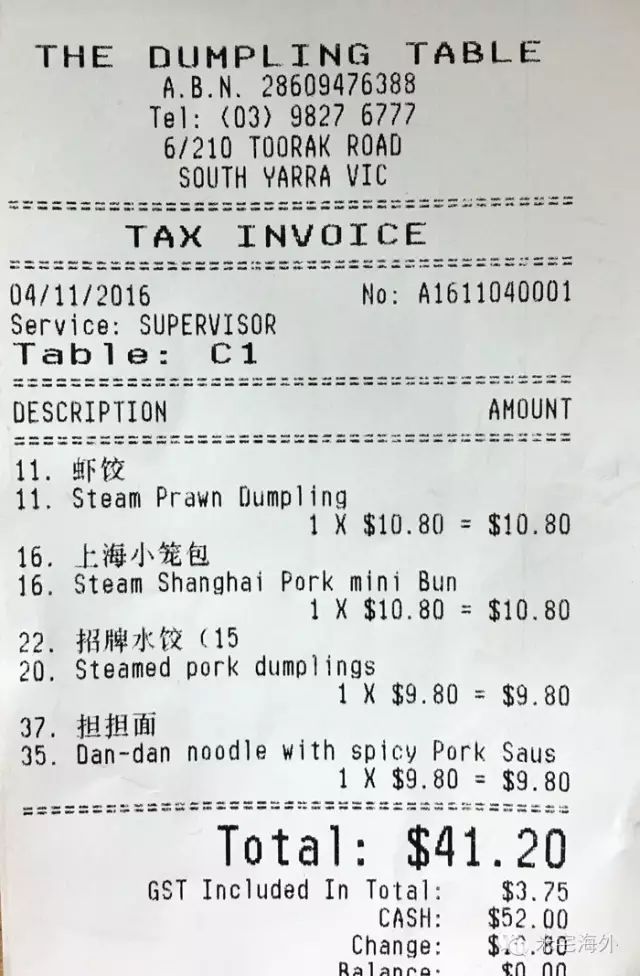 THE DUMPLING TABLE
A.B.N. 28609476388
Tel: (03) 9827 6777
6/210 TOORAK ROAD
SOUTH YARRA VIC
TAX INVOICE
04/11/2016 No: A1611040001
Service: SUPERVISOR
Table: C1
DESCRIPTION AMOUNT
11. 虾饺
11. Steam Prawn Dumpling
1 X $10.80 = $10.80
16. 上海小笼包
16. Steam Shanghai Pork mini Bun
1 X $10.80 = $10.80
22. 招牌水饺（15
20. Steamed pork dumplings
1 X $9.80 = $9.80
37. 担担面
35. Dan-dan noodle with spicy Pork Saus
1 X $9.80 = $9.80
Total: $41.20
GST Included In Total: $3.75
CASH: $52.00
Change:
米宅海外
Balance: $0.00